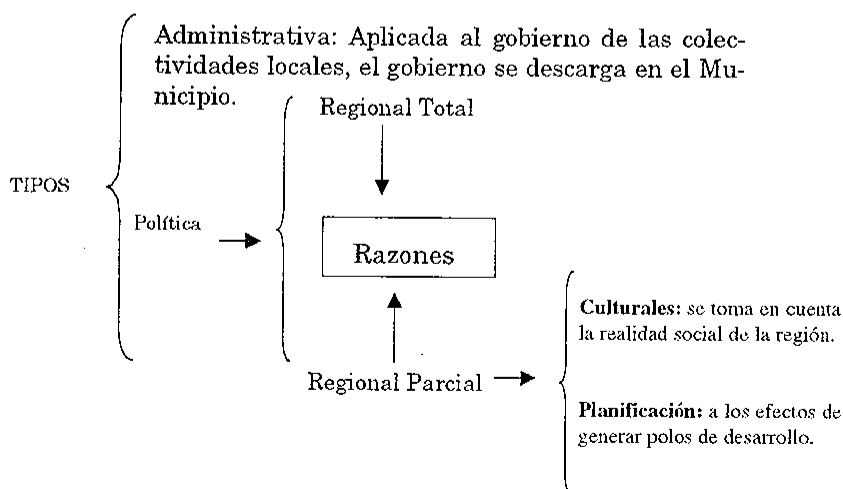 Administrativa: Aplicada al gobierno de las colec-
tividades locales, el gobierno se descarga en el Mu-
nicipio.
Regional Total
TIPOS
Política
Razones
Culturales: se toma en cuenta
la realidad social de la región.
Regional Parcial
Planificación: a los efectos de
generar polos de desarrollo.